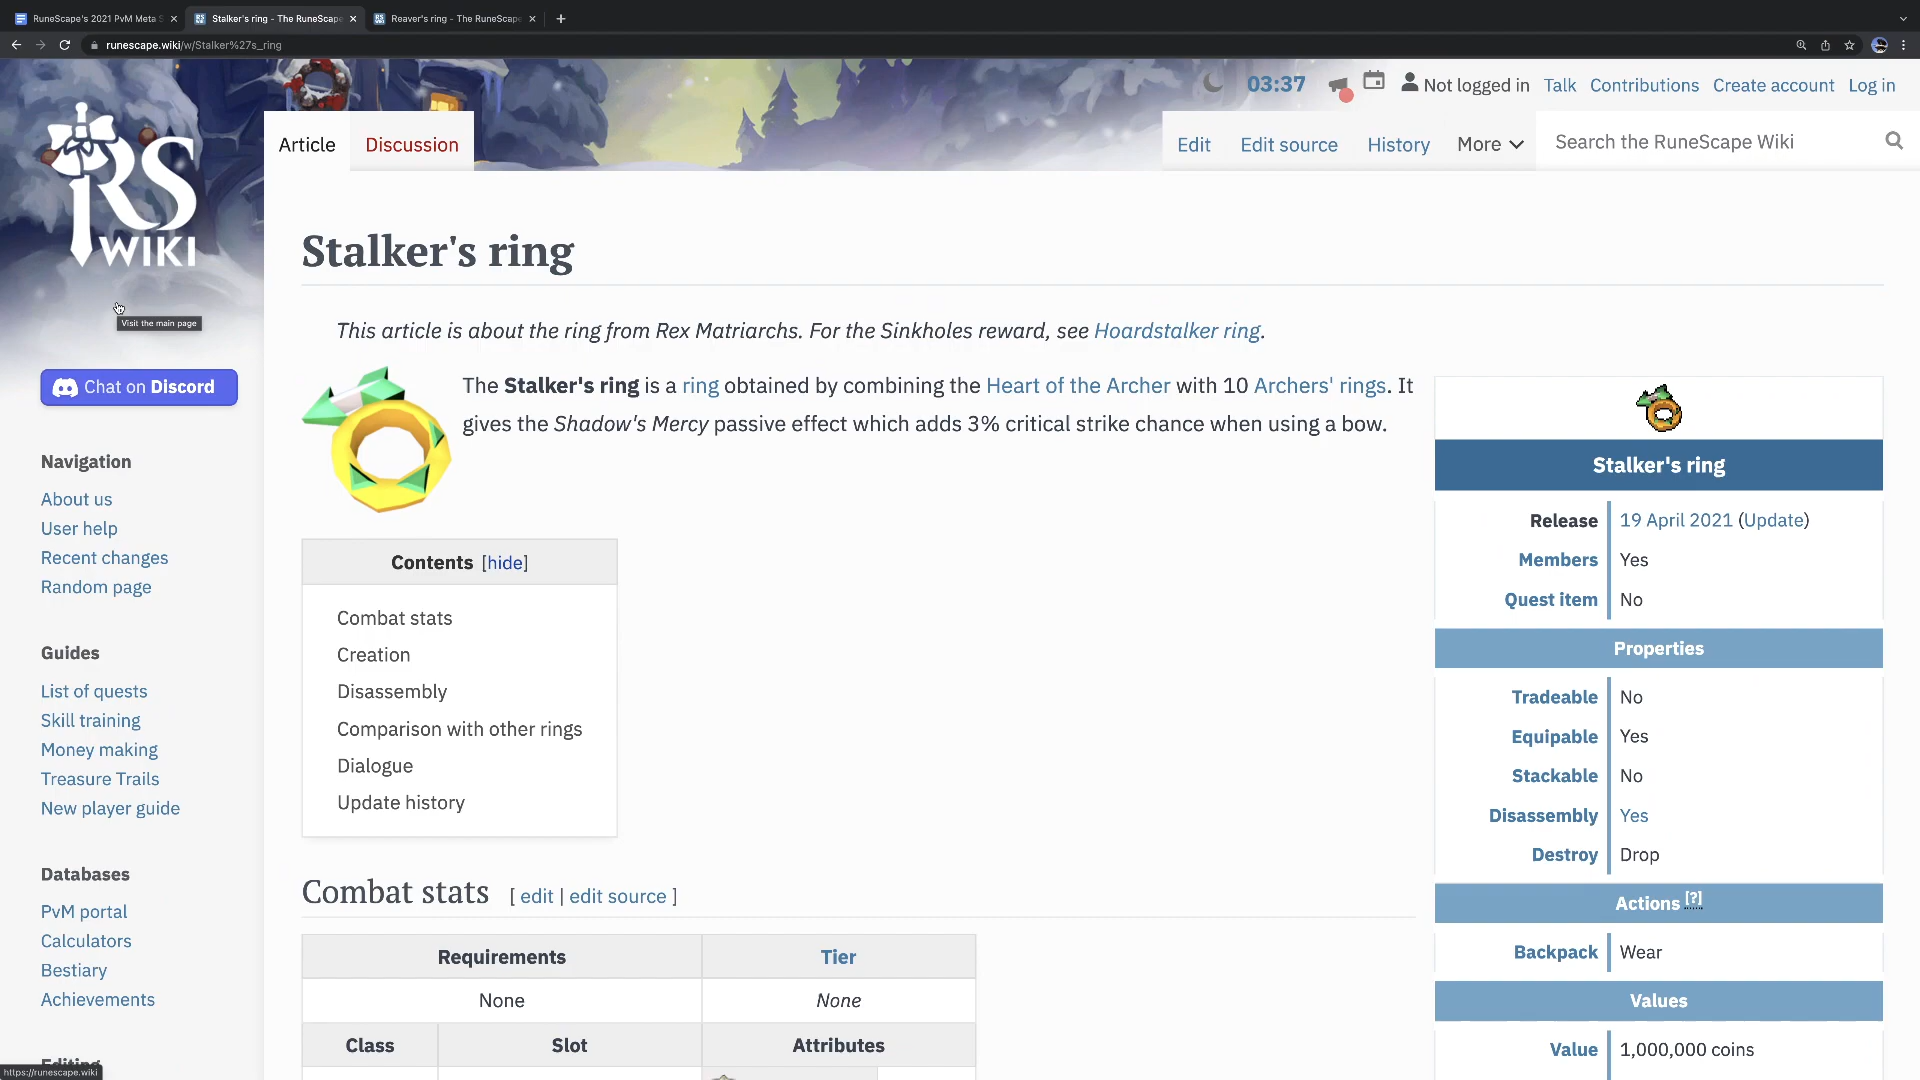 RuneScape's 2021 PvM Meta S
Stalker's ring - The RuneScape
Reaver's ring - The RuneScape
runescape.wiki/w/Stalker%27s_ring
03:37
Not logged in
Talk
Contributions
Create account
Log in
RS
WIKI
Article
Discussion
Edit
Edit source
History
More
Search the RuneScape Wiki
Stalker's ring
Visit the main page
This article is about the ring from Rex Matriarchs. For the Sinkholes reward, see Hoardstalker ring.
Chat on Discord
The Stalker's ring is a ring obtained by combining the Heart of the Archer with 10 Archers' rings. It
gives the Shadow's Mercy passive effect which adds 3% critical strike chance when using a bow.
Navigation
About us
User help
Recent changes
Random page
Guides
List of quests
Skill training
Money making
Treasure Trails
New player guide
Databases
PvM portal
Calculators
Bestiary
Achievements
Editing
https://runescape.wiki
Contents [hide]
Combat stats
Creation
Disassembly
Comparison with other rings
Dialogue
Update history
Combat stats [ edit | edit source ]
Requirements Tier
None None
Class Slot Attributes
Stalker's ring
Release 19 April 2021 (Update)
Members Yes
Quest item No
Properties
Tradeable No
Equipable Yes
Stackable No
Disassembly Yes
Destroy Drop
Actions [?]
Backpack Wear
Values
Value 1,000,000 coins